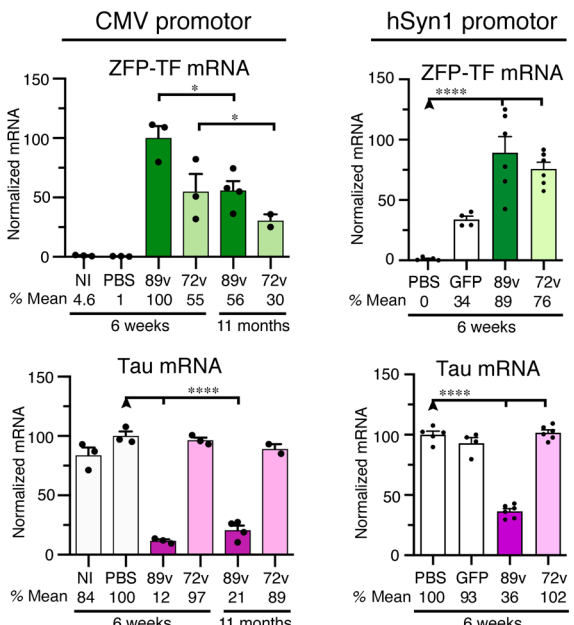 CMV promotor
ZFP-TF mRNA
Normalized mRNA
150
100
50
0
*
*
NI PBS 89v 72v 89v 72v
% Mean 4.6 1 100 55 56 30
6 weeks 11 months
hSyn1 promotor
ZFP-TF mRNA
Normalized mRNA
150
100
50
0
****
PBS GFP 89v 72v
% Mean 0 34 89 76
6 weeks
Tau mRNA
Normalized mRNA
150
100
50
0
****
NI PBS 89v 72v 89v 72v
% Mean 84 100 12 97 21 89
6 weeks 11 months
Tau mRNA
Normalized mRNA
150
100
50
0
****
PBS GFP 89v 72v
% Mean 100 93 36 102
6 weeks